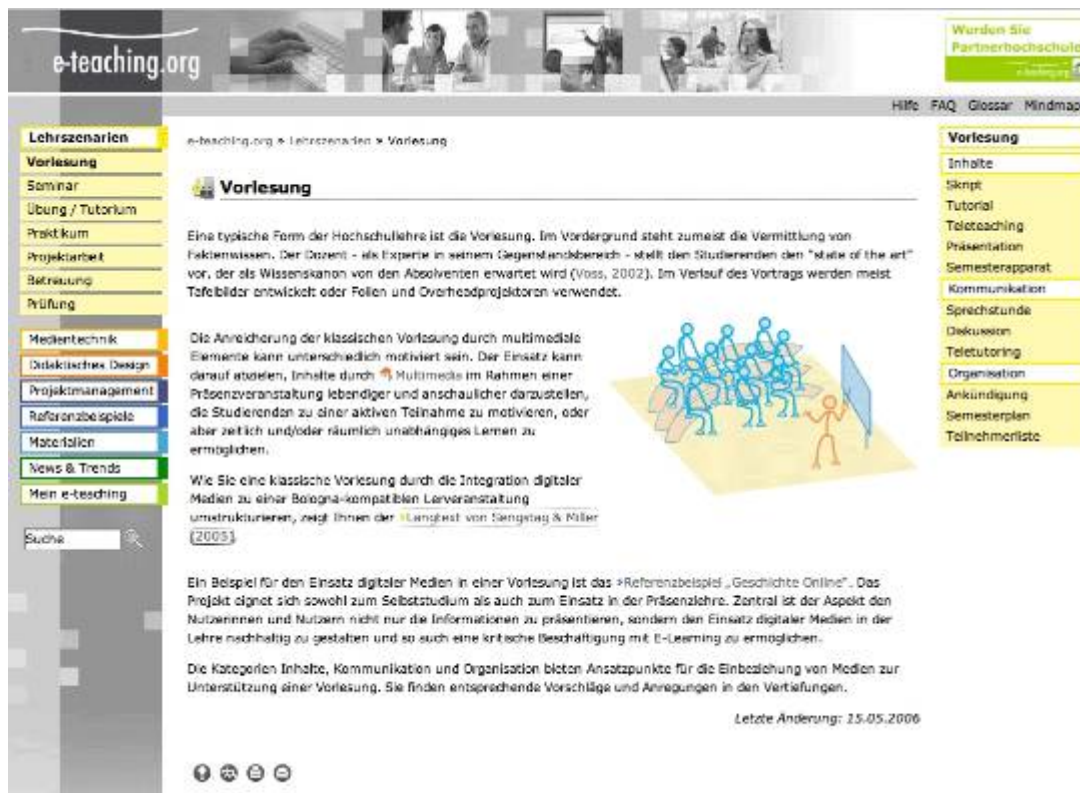 e-teaching.org
Werden Sie
Partnerhochschule
e-teaching.org
Hilfe FAQ Glossar Mindmap
Lehrszenarien
Vorlesung
Seminar
Übung / Tutorium
Praktikum
Projektarbeit
Betreuung
Prüfung
Medientechnik
Didaktisches Design
Projektmanagement
Referenzbeispiele
Materialien
News & Trends
Mein e-teaching
Suche
e-teaching.org » Lehrszenarien » Vorlesung
Vorlesung
Eine typische Form der Hochschullehre ist die Vorlesung. Im Vordergrund steht zumeist die Vermittlung von
Faktenwissen. Der Dozent - als Experte in seinem Gegenstandsbereich - stellt den Studierenden den "state of the art"
vor, der als Wissenskanon von den Absolventen erwartet wird (Voss, 2002). Im Verlauf des Vortrags werden meist
Tafelbilder entwickelt oder Folien und Overheadprojektoren verwendet.
Die Anreicherung der klassischen Vorlesung durch multimediale
Elemente kann unterschiedlich motiviert sein. Der Einsatz kann
darauf abzielen, Inhalte durch Multimedia im Rahmen einer
Präsenzveranstaltung lebendiger und anschaulicher darzustellen,
die Studierenden zu einer aktiven Teilnahme zu motivieren, oder
aber zeitlich und/oder räumlich unabhängiges Lernen zu
ermöglichen.
Wie Sie eine klassische Vorlesung durch die Integration digitaler
Medien zu einer Bologna-kompatiblen Lerveranstaltung
umstrukturieren, zeigt Ihnen der »Langtext von Sengstag & Miller
(2005).
Ein Beispiel für den Einsatz digitaler Medien in einer Vorlesung ist das »Referenzbeispiel „Geschichte Online". Das
Projekt eignet sich sowohl zum Selbststudium als auch zum Einsatz in der Präsenzlehre. Zentral ist der Aspekt den
Nutzerinnen und Nutzern nicht nur die Informationen zu präsentieren, sondern den Einsatz digitaler Medien in der
Lehre nachhaltig zu gestalten und so auch eine kritische Beschäftigung mit E-Learning zu ermöglichen.
Die Kategorien Inhalte, Kommunikation und Organisation bieten Ansatzpunkte für die Einbeziehung von Medien zur
Unterstützung einer Vorlesung. Sie finden entsprechende Vorschläge und Anregungen in den Vertiefungen.
Letzte Änderung: 15.05.2006
Vorlesung
Inhalte
Skript
Tutorial
Teleteaching
Präsentation
Semesterapparat
Kommunikation
Sprechstunde
Diskussion
Teletutoring
Organisation
Ankündigung
Semesterplan
Teilnehmerliste